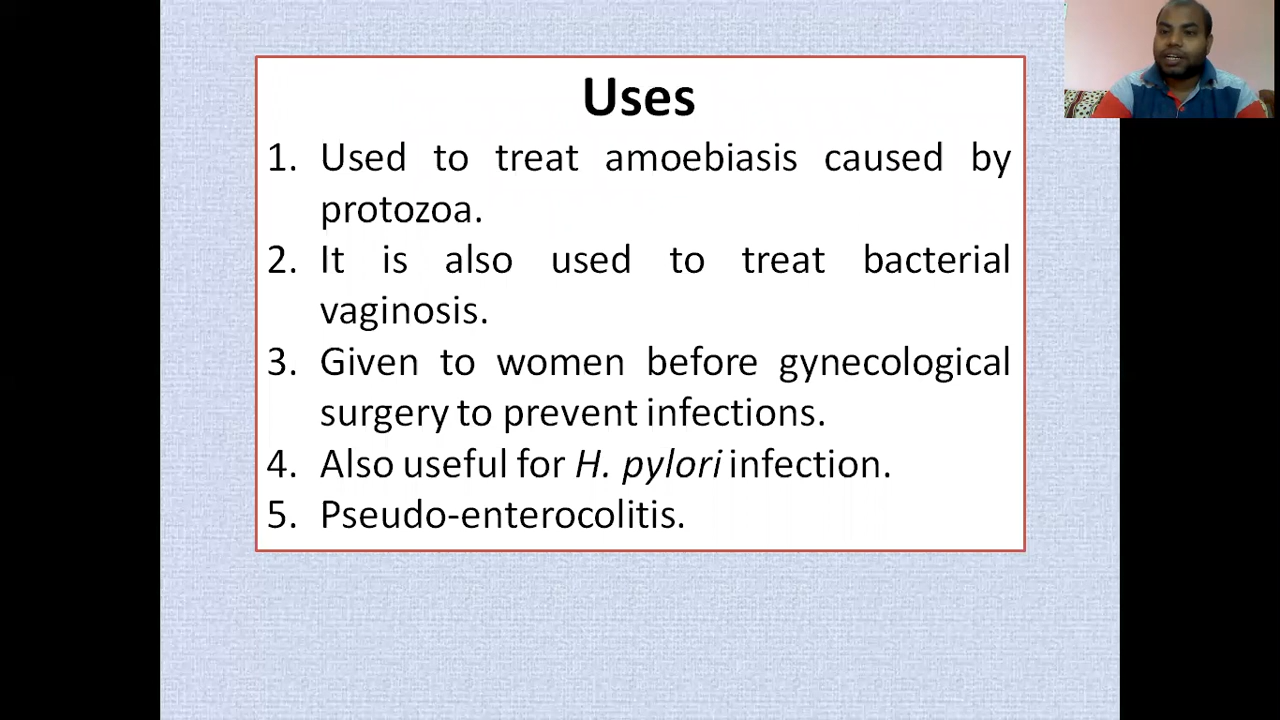 Uses
1. Used to treat amoebiasis caused by
protozoa.
2. It is also used to treat bacterial
vaginosis.
3. Given to women before gynecological
surgery to prevent infections.
4. Also useful for H. pylori infection.
5. Pseudo-enterocolitis.